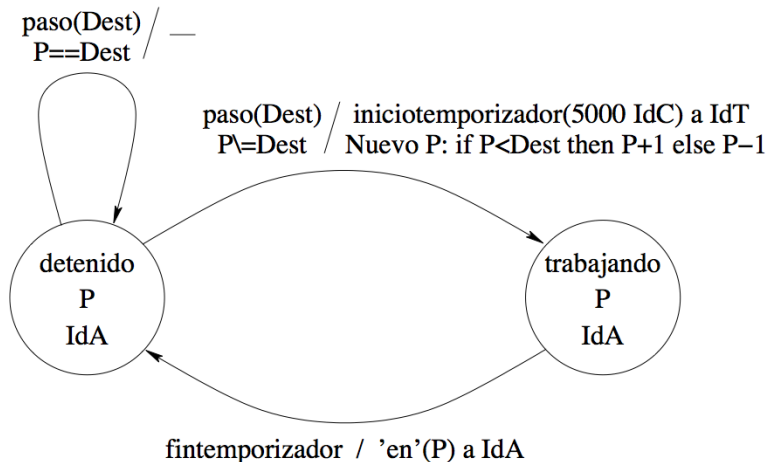 paso(Dest) / __
P==Dest
paso(Dest) / iniciotemporizador(5000 IdC) a IdT
P\=Dest / Nuevo P: if P<Dest then P+1 else P−1
detenido
P
IdA
trabajando
P
IdA
fintemporizador / 'en'(P) a IdA